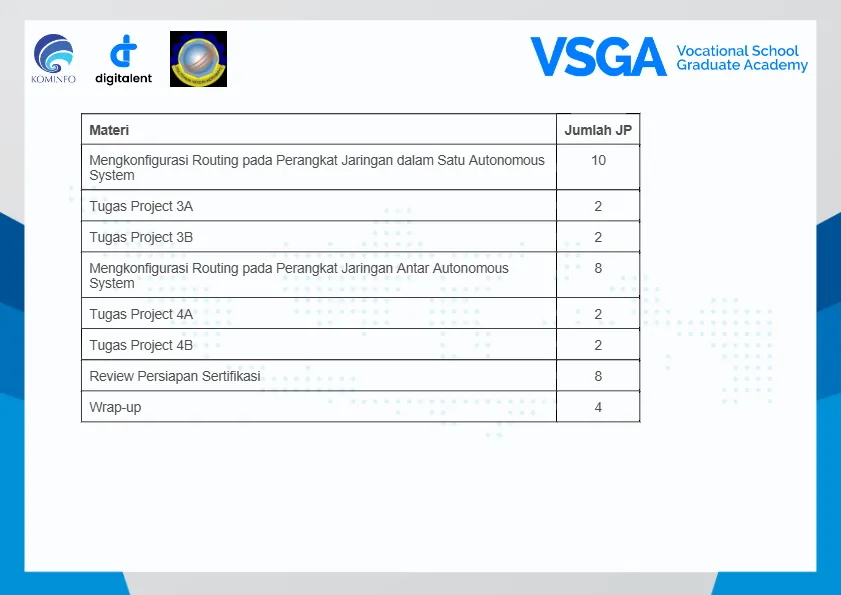 KOMINFO
digitalent
VSGA
Vocational School
Graduate Academy
Materi Jumlah JP
Mengkonfigurasi Routing pada Perangkat Jaringan dalam Satu Autonomous 10
System
Tugas Project 3A 2
Tugas Project 3B 2
Mengkonfigurasi Routing pada Perangkat Jaringan Antar Autonomous 8
System
Tugas Project 4A 2
Tugas Project 4B 2
Review Persiapan Sertifikasi 8
Wrap-up 4